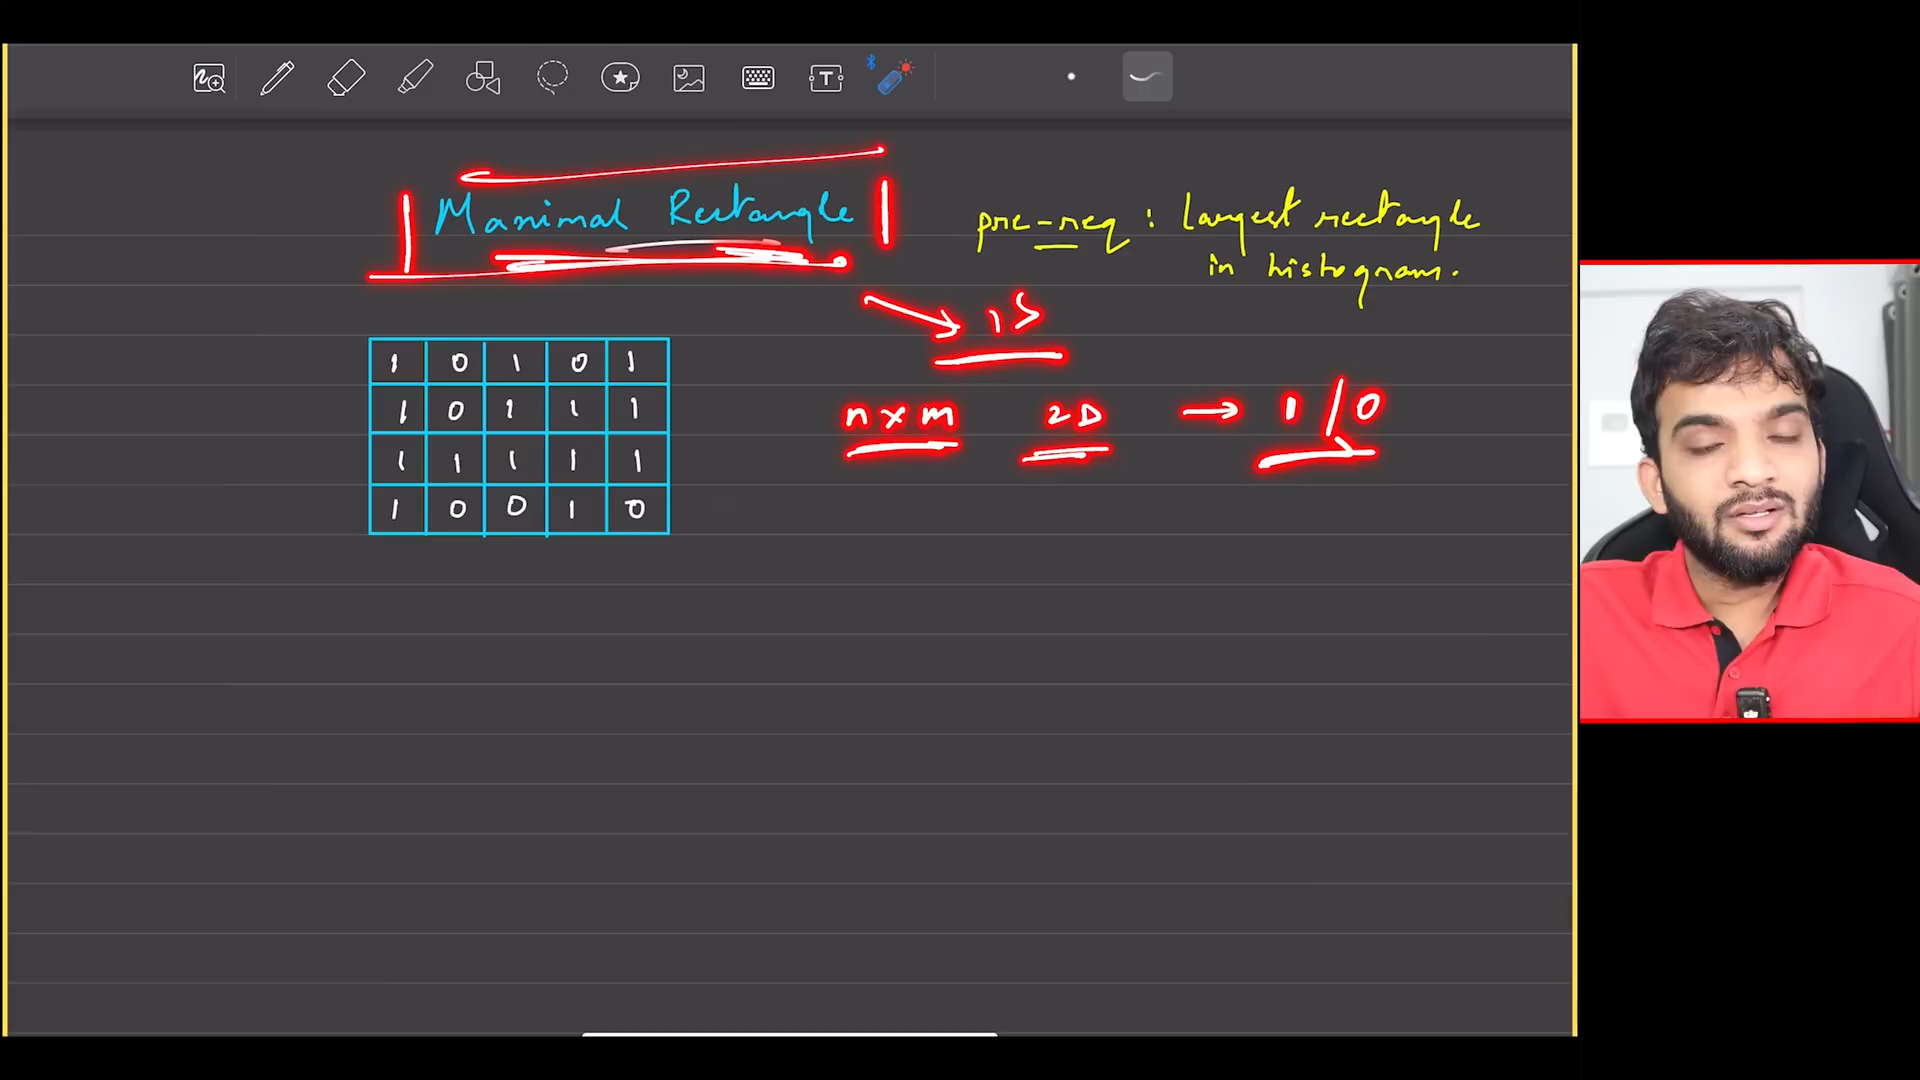 Maximal Rectangle
pre-req : Largest rectangle
in histogram.
1s
n x m 2D → 1/0
1 0 1 0 1
1 0 1 1 1
1 1 1 1 1
1 0 0 1 0